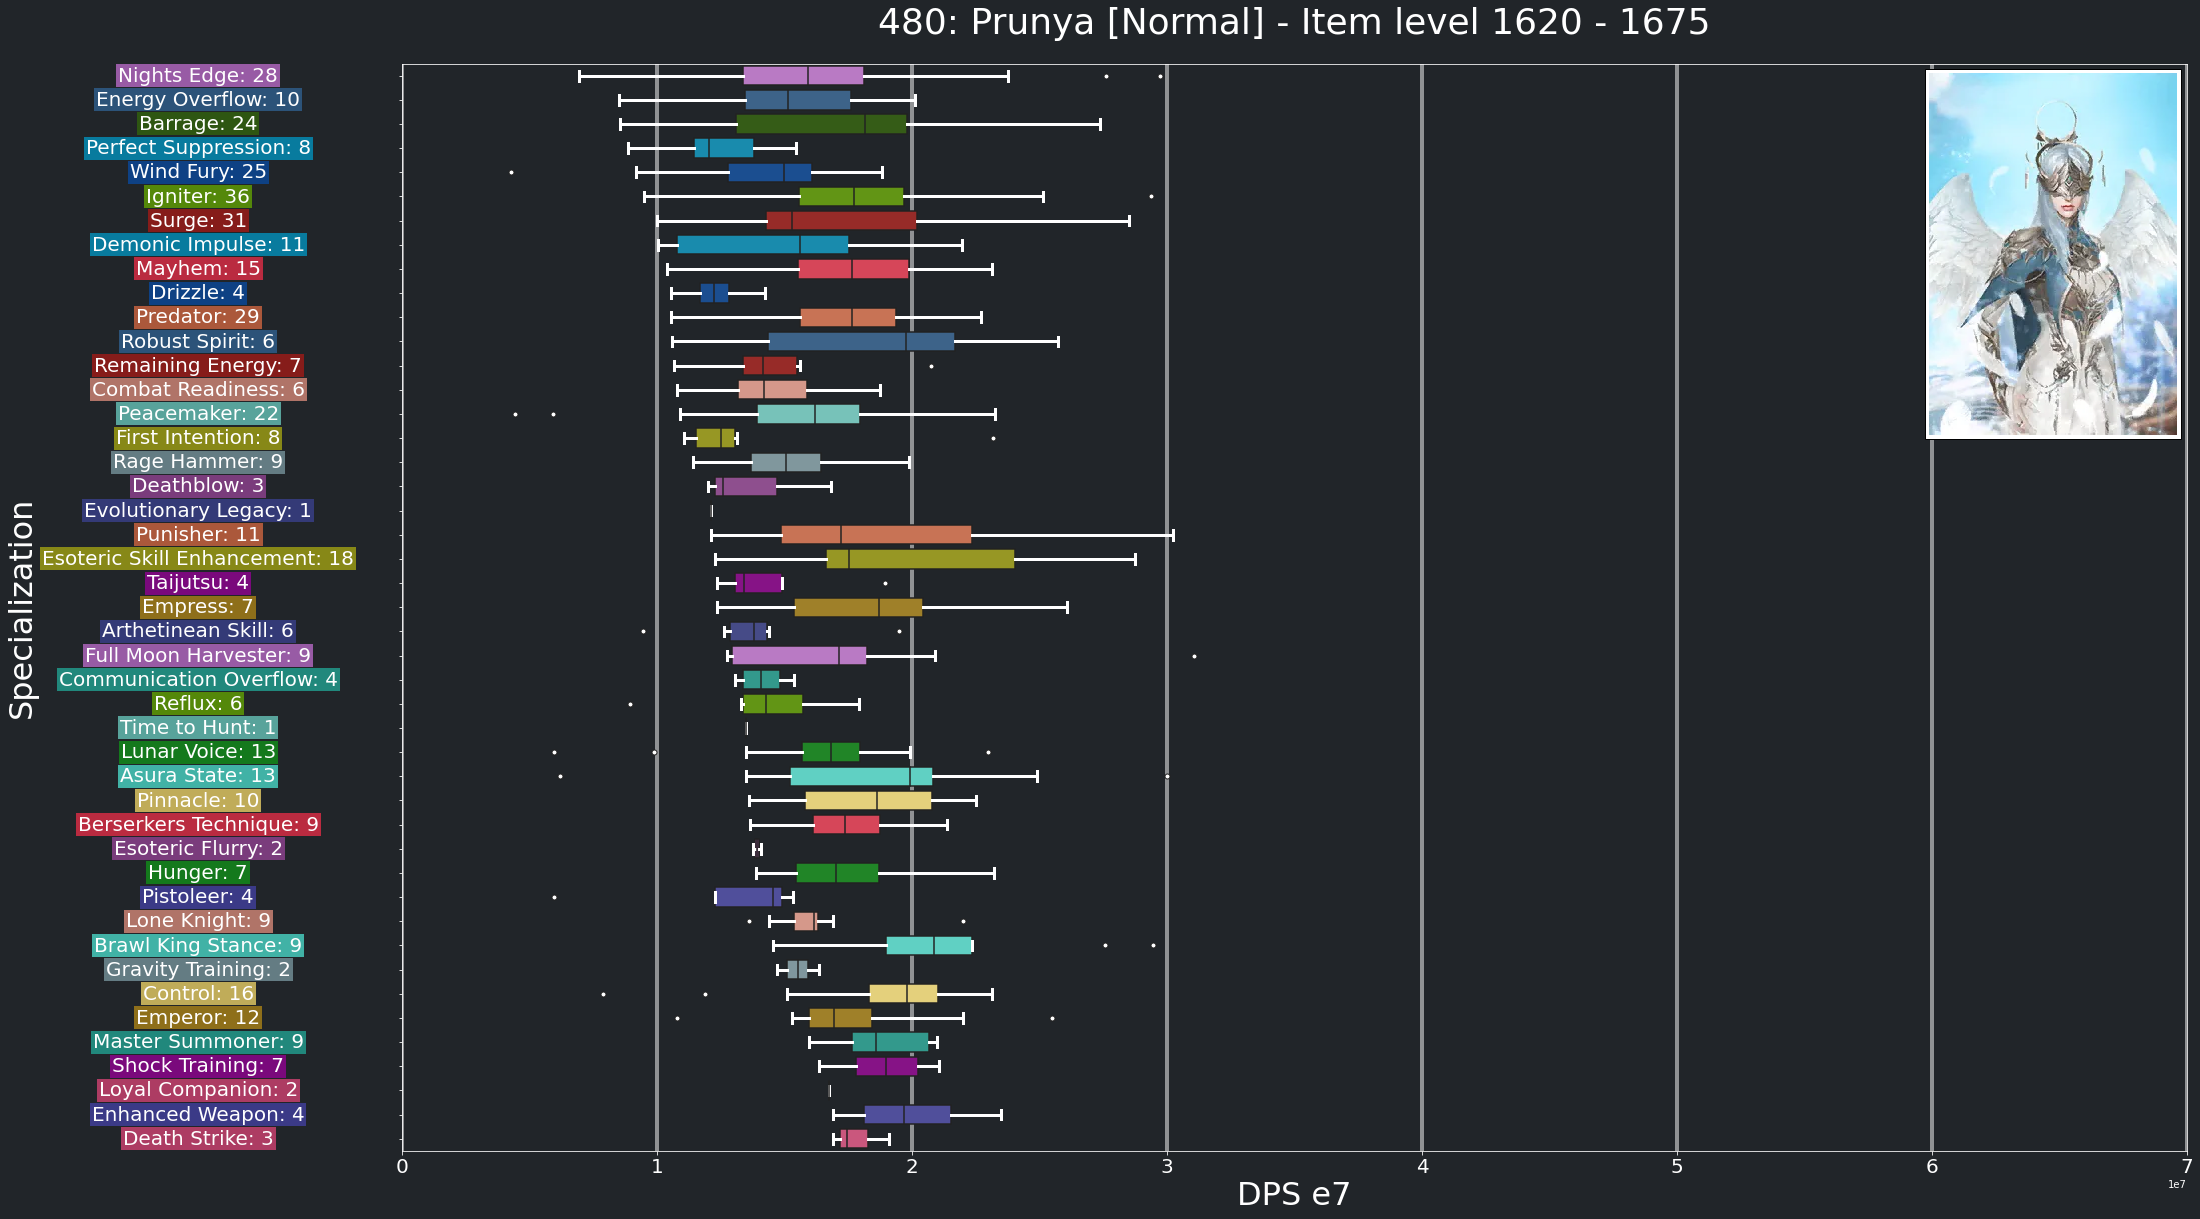 480: Prunya [Normal] - Item level 1620 - 1675
Nights Edge: 28
Energy Overflow: 10
Barrage: 24
Perfect Suppression: 8
Wind Fury: 25
Igniter: 36
Surge: 31
Demonic Impulse: 11
Mayhem: 15
Drizzle: 4
Predator: 29
Robust Spirit: 6
Remaining Energy: 7
Combat Readiness: 6
Peacemaker: 22
First Intention: 8
Rage Hammer: 9
Deathblow: 3
Evolutionary Legacy: 1
Punisher: 11
Esoteric Skill Enhancement: 18
Taijutsu: 4
Empress: 7
Arthetinean Skill: 6
Full Moon Harvester: 9
Communication Overflow: 4
Reflux: 6
Time to Hunt: 1
Lunar Voice: 13
Asura State: 13
Pinnacle: 10
Berserkers Technique: 9
Esoteric Flurry: 2
Hunger: 7
Pistoleer: 4
Lone Knight: 9
Brawl King Stance: 9
Gravity Training: 2
Control: 16
Emperor: 12
Master Summoner: 9
Shock Training: 7
Loyal Companion: 2
Enhanced Weapon: 4
Death Strike: 3
Specialization
0 1 2 3 4 5 6 7
1e7
DPS e7